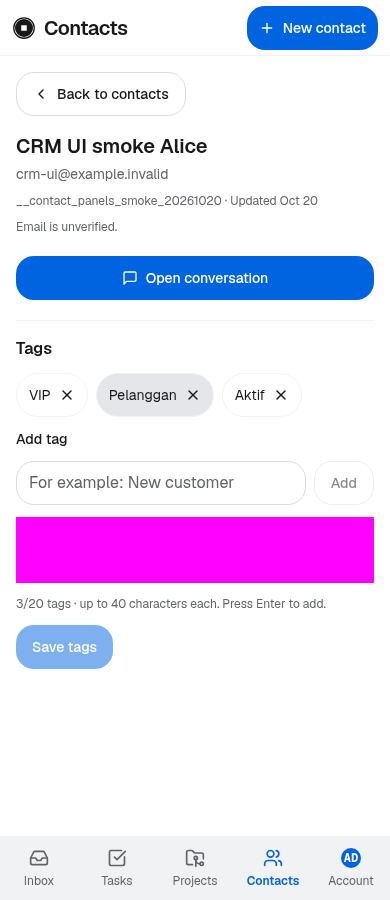 Contacts
New contact
Back to contacts
CRM UI smoke Alice
crm-ui@example.invalid
__contact_panels_smoke_20261020 · Updated Oct 20
Email is unverified.
Open conversation
Tags
VIP
Pelanggan
Aktif
Add tag
For example: New customer
Add
3/20 tags · up to 40 characters each. Press Enter to add.
Save tags
AD
Inbox
Tasks
Projects
Contacts
Account